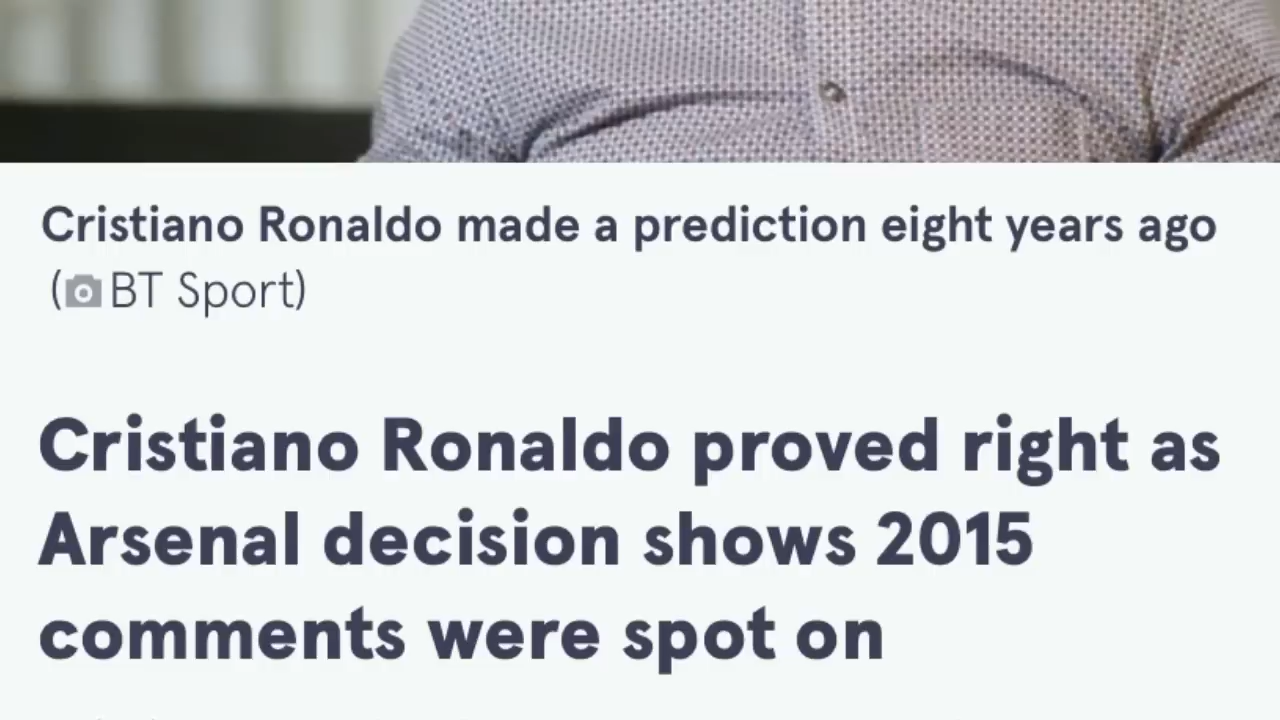 Cristiano Ronaldo made a prediction eight years ago
(BT Sport)
Cristiano Ronaldo proved right as
Arsenal decision shows 2015
comments were spot on